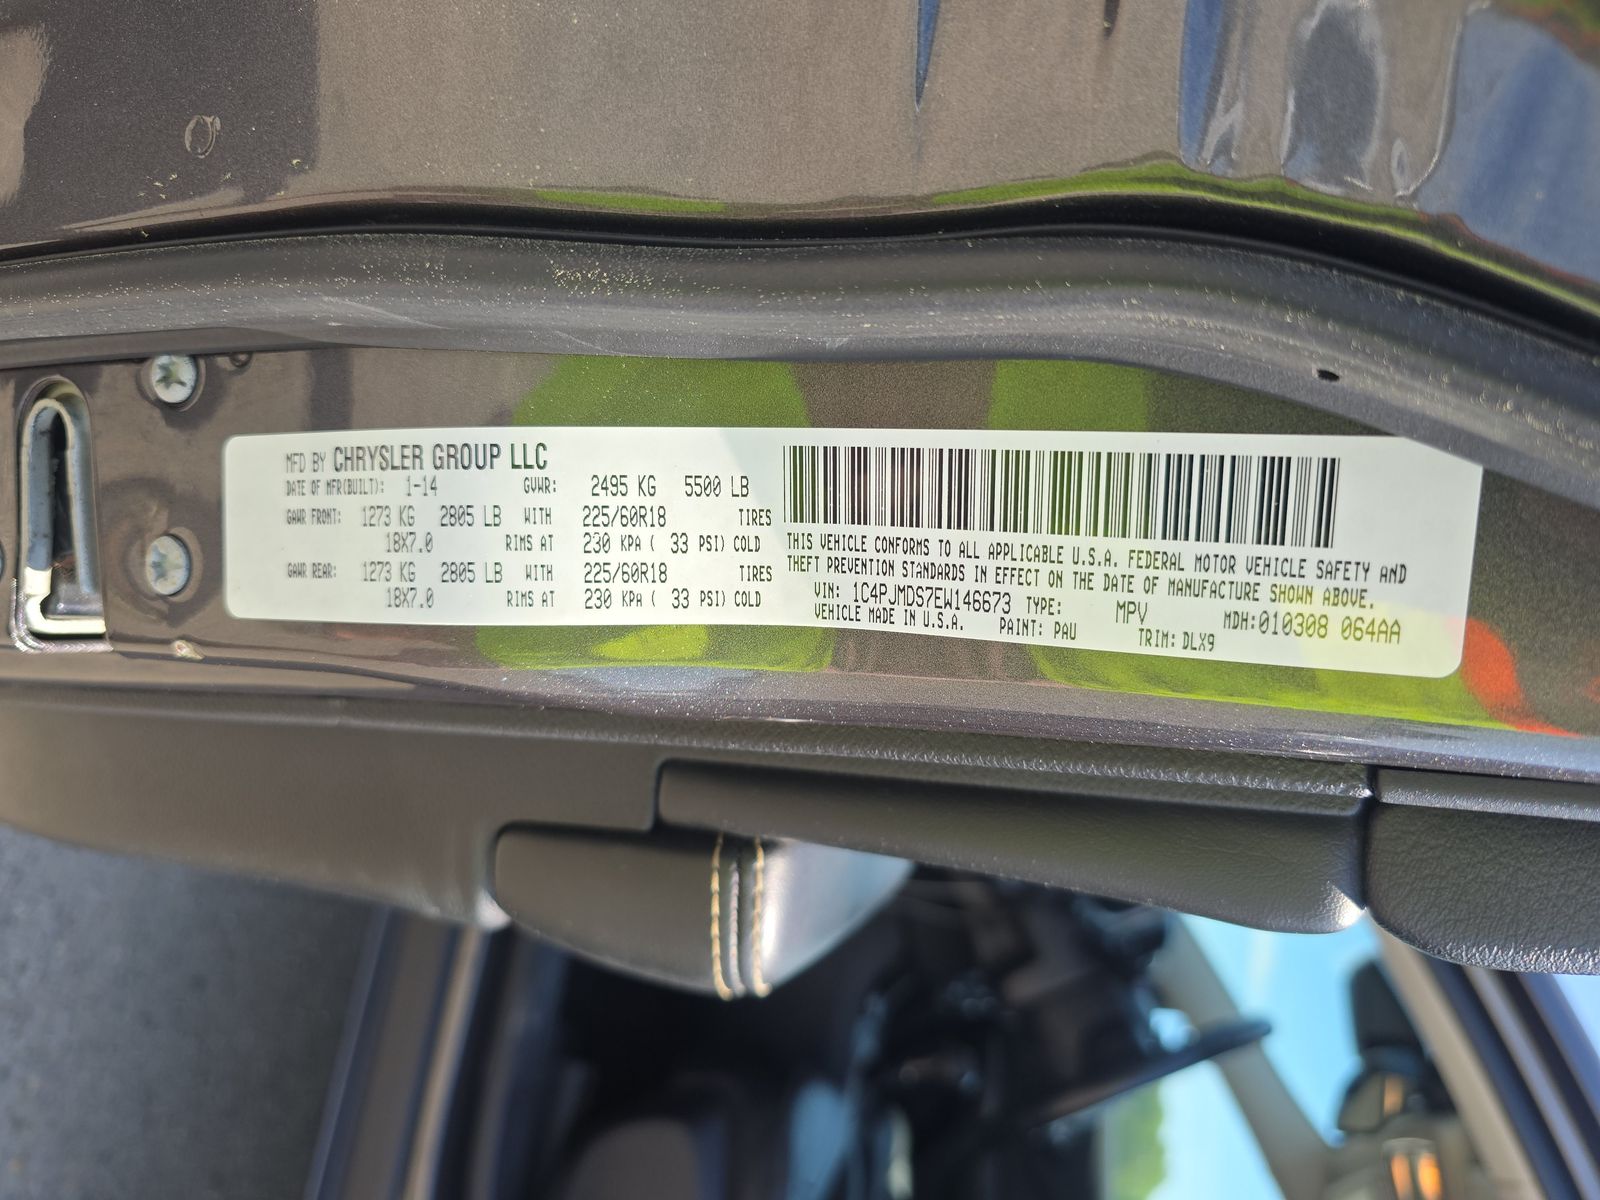 MFD BY CHRYSLER GROUP LLC
DATE OF MFR(BUILT): 1-14 GVWR: 2495 KG 5500 LB
GAWR FRONT: 1273 KG 2805 LB WITH 225/60R18 TIRES
18X7.0 RIMS AT 230 KPA ( 33 PSI) COLD
GAWR REAR: 1273 KG 2805 LB WITH 225/60R18 TIRES
18X7.0 RIMS AT 230 KPA ( 33 PSI) COLD
THIS VEHICLE CONFORMS TO ALL APPLICABLE U.S.A. FEDERAL MOTOR VEHICLE SAFETY AND
THEFT PREVENTION STANDARDS IN EFFECT ON THE DATE OF MANUFACTURE SHOWN ABOVE.
VIN: 1C4PJMDS7EW146673 TYPE: MPV MDH:010308 064AA
VEHICLE MADE IN U.S.A. PAINT: PAU TRIM: DLX9